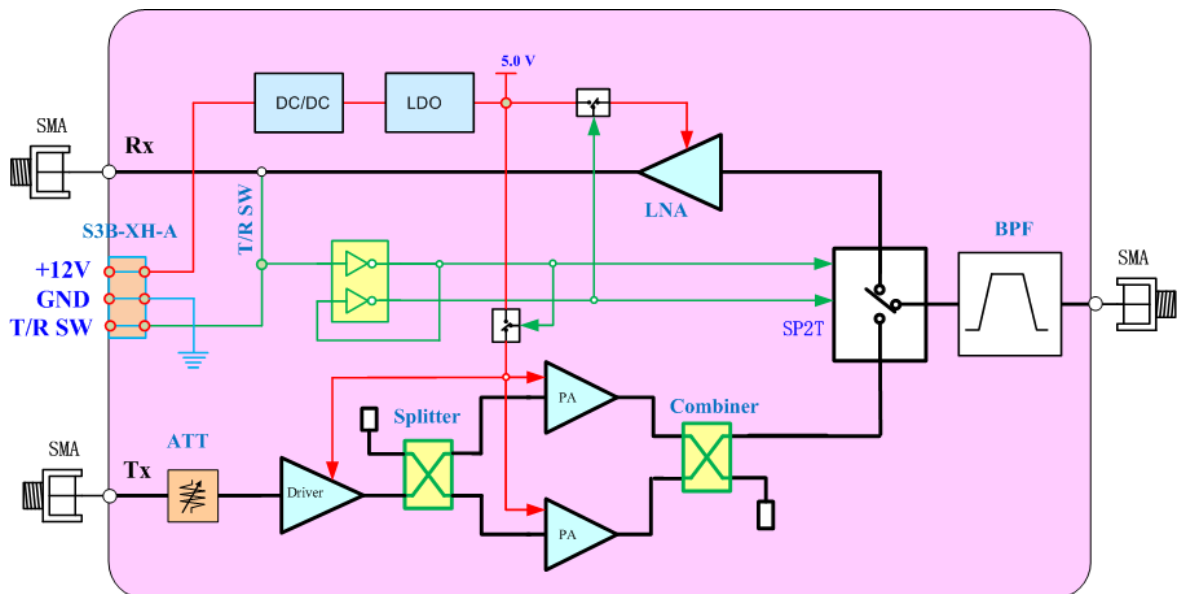 5.0 V
DC/DC
LDO
SMA
Rx
T/R SW
LNA
S3B-XH-A
BPF
+12V
GND
T/R SW
SMA
SP2T
PA
Splitter
Combiner
ATT
SMA
Tx
Driver
PA